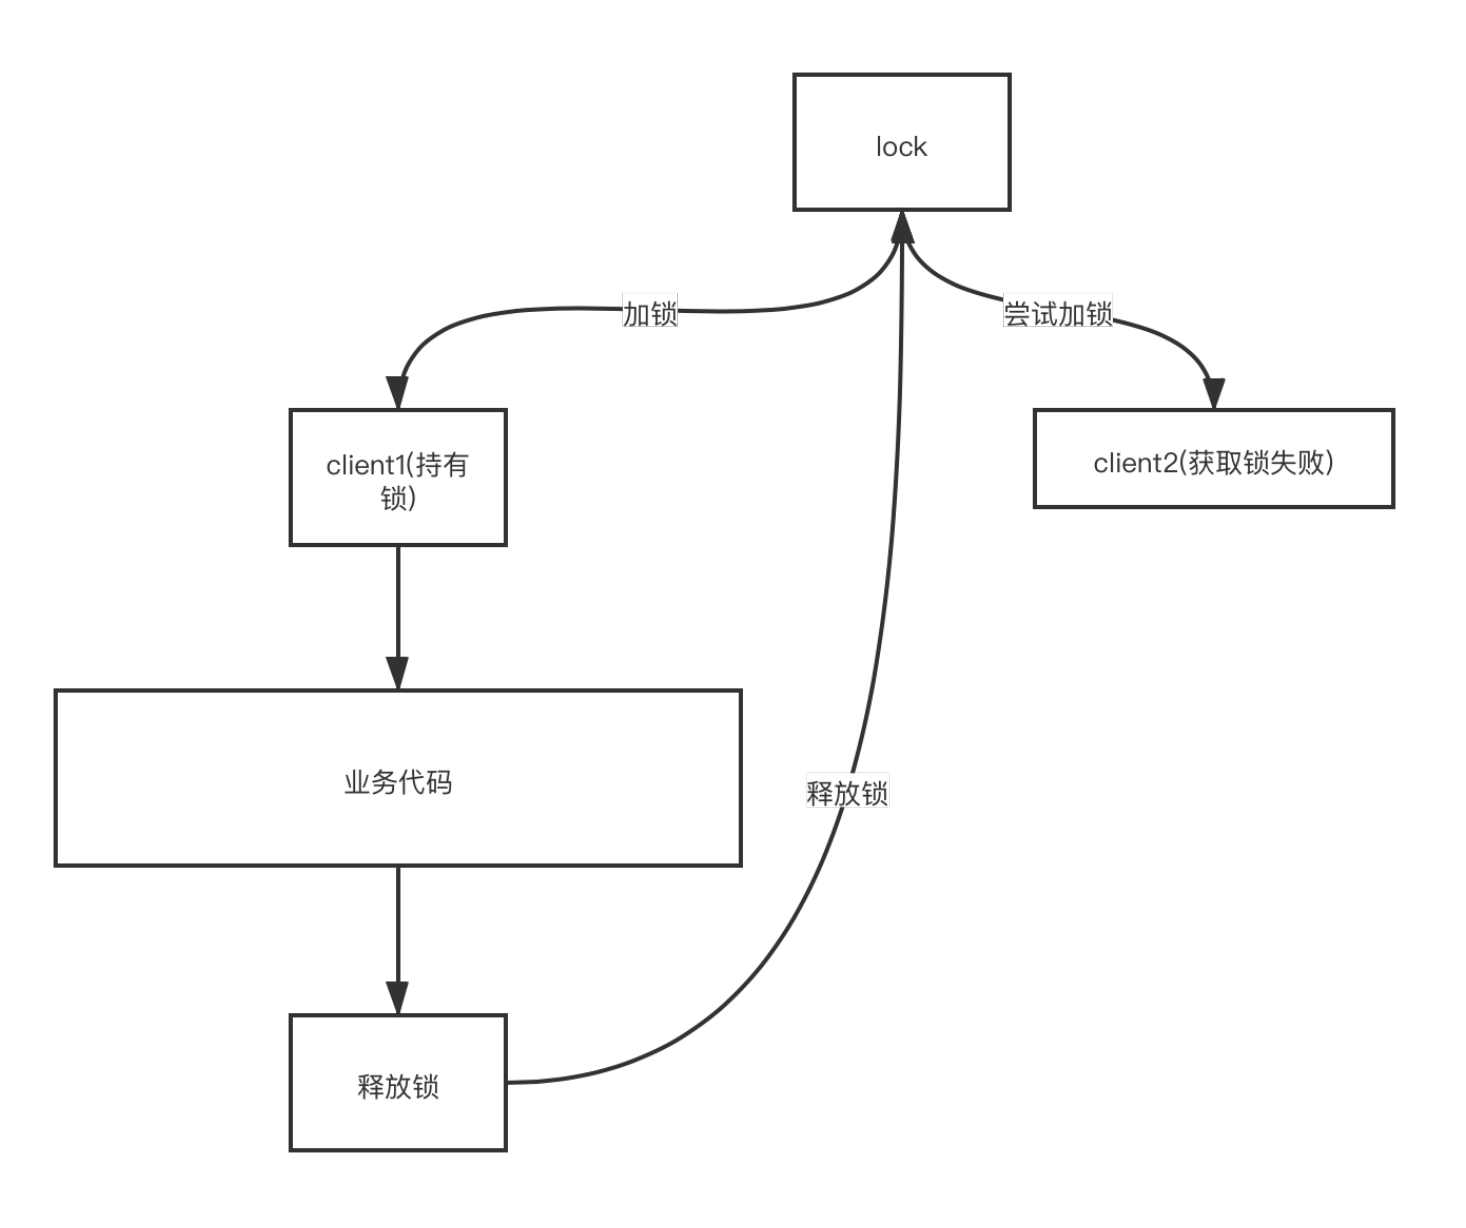 lock
加锁
尝试加锁
client1(持有
锁)
client2(获取锁失败)
业务代码
释放锁
释放锁